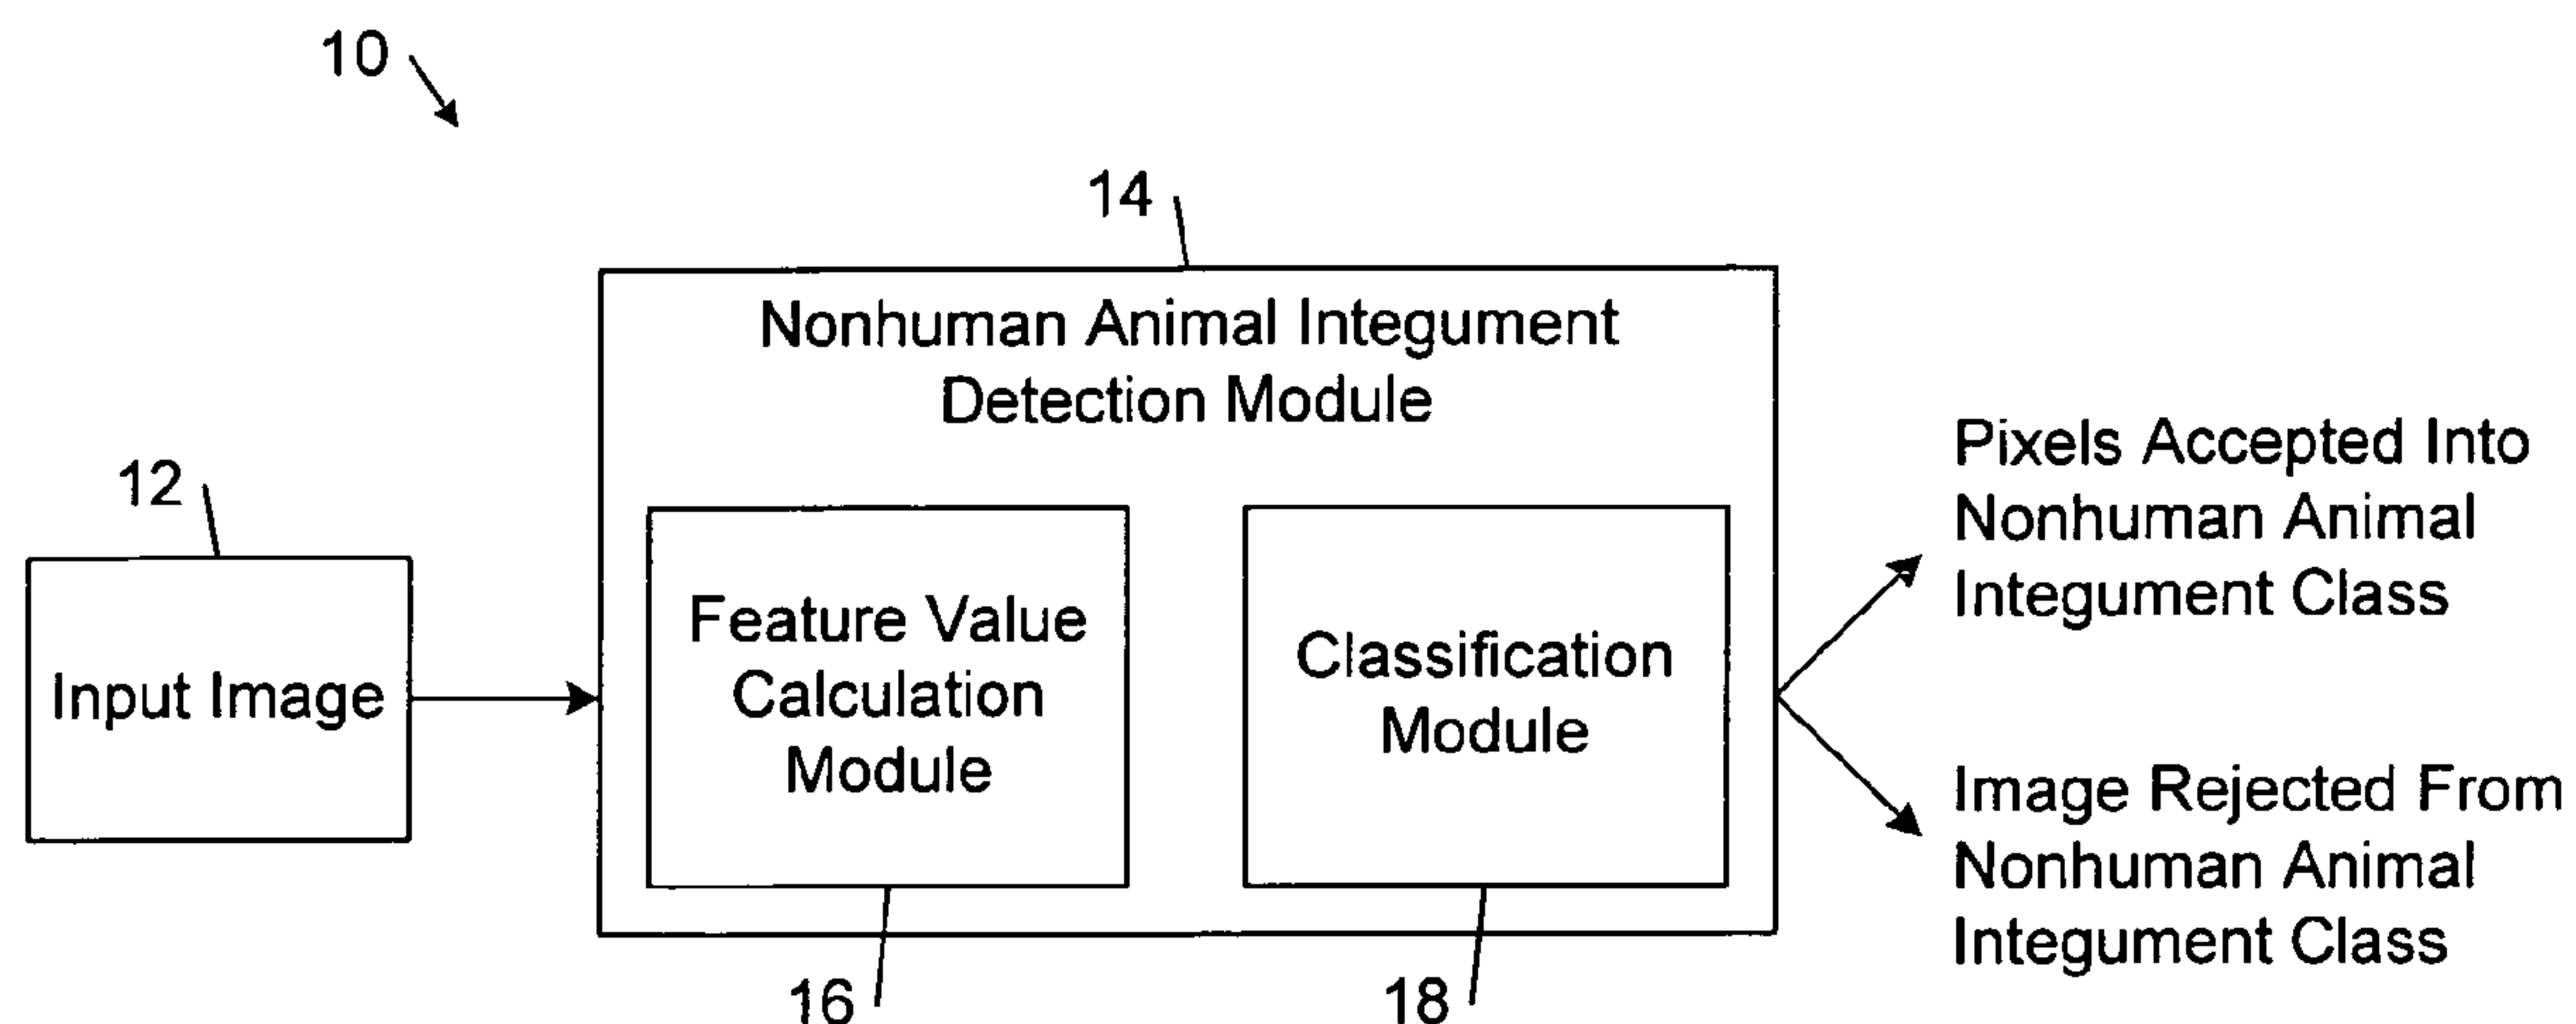 10
14
Nonhuman Animal Integument
Detection Module
12
Input Image
Feature Value
Calculation
Module
Classification
Module
16
18
Pixels Accepted Into
Nonhuman Animal
Integument Class
Image Rejected From
Nonhuman Animal
Integument Class